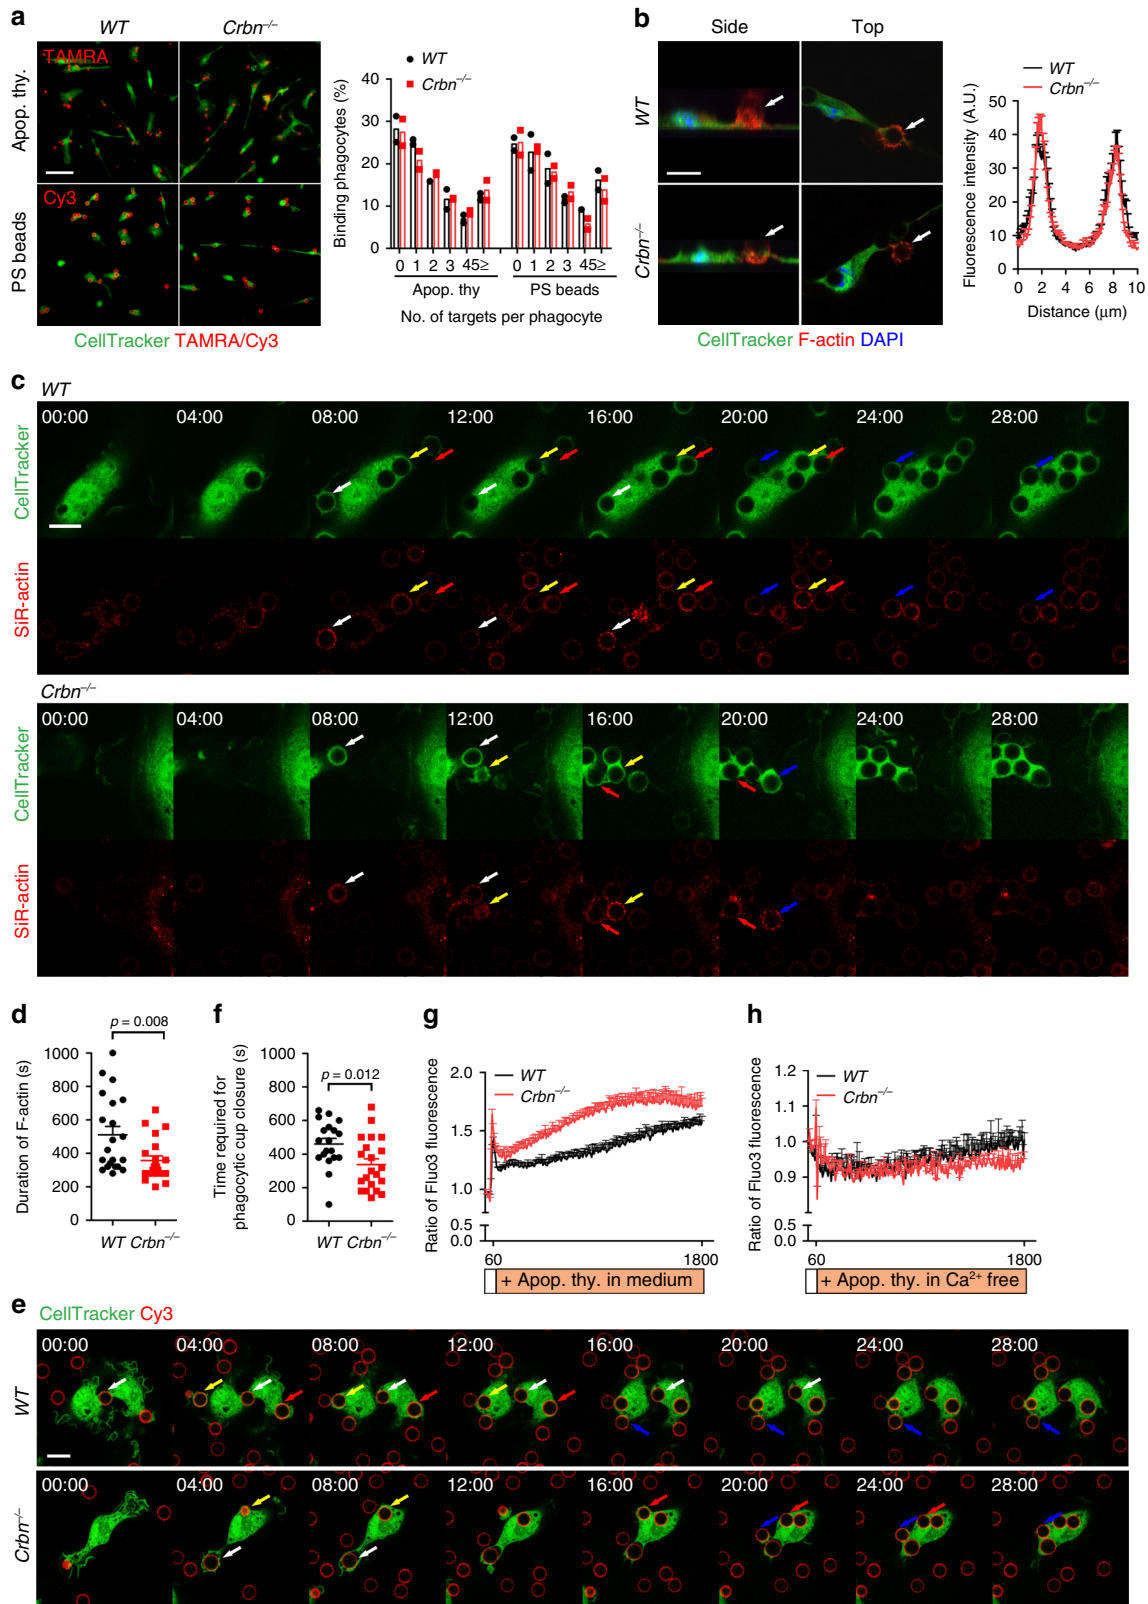 a
WT Crbn–/–
TAMRA
Apop. thy.
Cy3
PS beads
CellTracker TAMRA/Cy3
WT
Crbn–/–
Binding phagocytes (%)
40
30
20
10
0
0 1 2 3 45≥ 0 1 2 3 45≥
Apop. thy PS beads
No. of targets per phagocyte
b
Side Top
WT
Crbn–/–
CellTracker F-actin DAPI
WT
Crbn–/–
Fluorescence intensity (A.U.)
50
40
30
20
10
0
0 2 4 6 8 10
Distance (μm)
c
WT
00:00 04:00 08:00 12:00 16:00 20:00 24:00 28:00
CellTracker
SiR-actin
Crbn–/–
00:00 04:00 08:00 12:00 16:00 20:00 24:00 28:00
CellTracker
SiR-actin
d
p = 0.008
Duration of F-actin (s)
1000
800
600
400
200
0
WT Crbn–/–
f
Time required for
phagocytic cup closure (s)
p = 0.012
1000
800
600
400
200
0
WT Crbn–/–
g
WT
Crbn–/–
Ratio of Fluo3 fluorescence
2.0
1.5
1.0
0.5
0.0
60 1800
+ Apop. thy. in medium
h
WT
Crbn–/–
Ratio of Fluo3 fluorescence
1.2
1.1
1.0
0.9
0.5
0.0
60 1800
+ Apop. thy. in Ca2+ free
e
CellTracker Cy3
00:00 04:00 08:00 12:00 16:00 20:00 24:00 28:00
WT
00:00 04:00 08:00 12:00 16:00 20:00 24:00 28:00
Crbn–/–